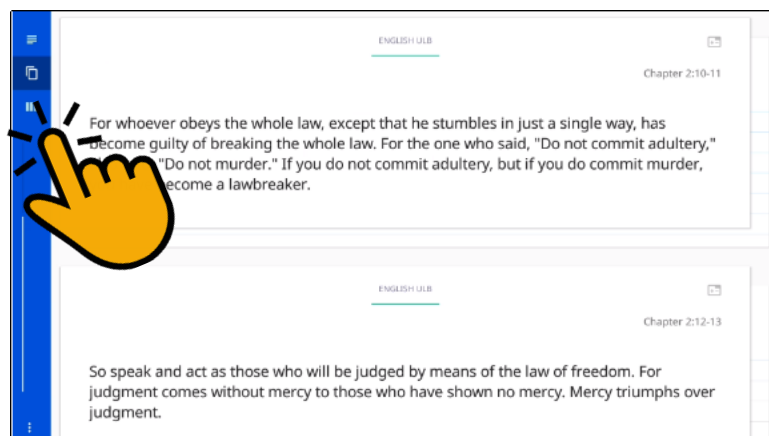 ENGLISH ULB
Chapter 2:10-11
For whoever obeys the whole law, except that he stumbles in just a single way, has
become guilty of breaking the whole law. For the one who said, "Do not commit adultery,"
"Do not murder." If you do not commit adultery, but if you do commit murder,
become a lawbreaker.
ENGLISH ULB
Chapter 2:12-13
So speak and act as those who will be judged by means of the law of freedom. For
judgment comes without mercy to those who have shown no mercy. Mercy triumphs over
judgment.